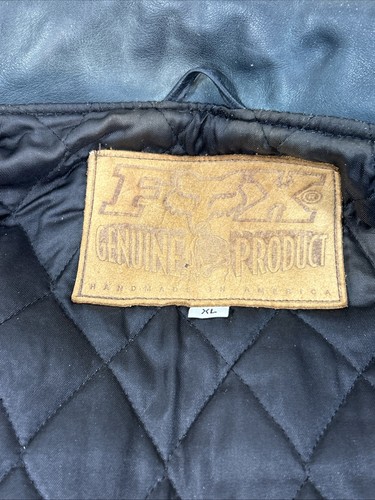 FOX
GENUINE PRODUCT
HANDMADE IN AMERICA
XL